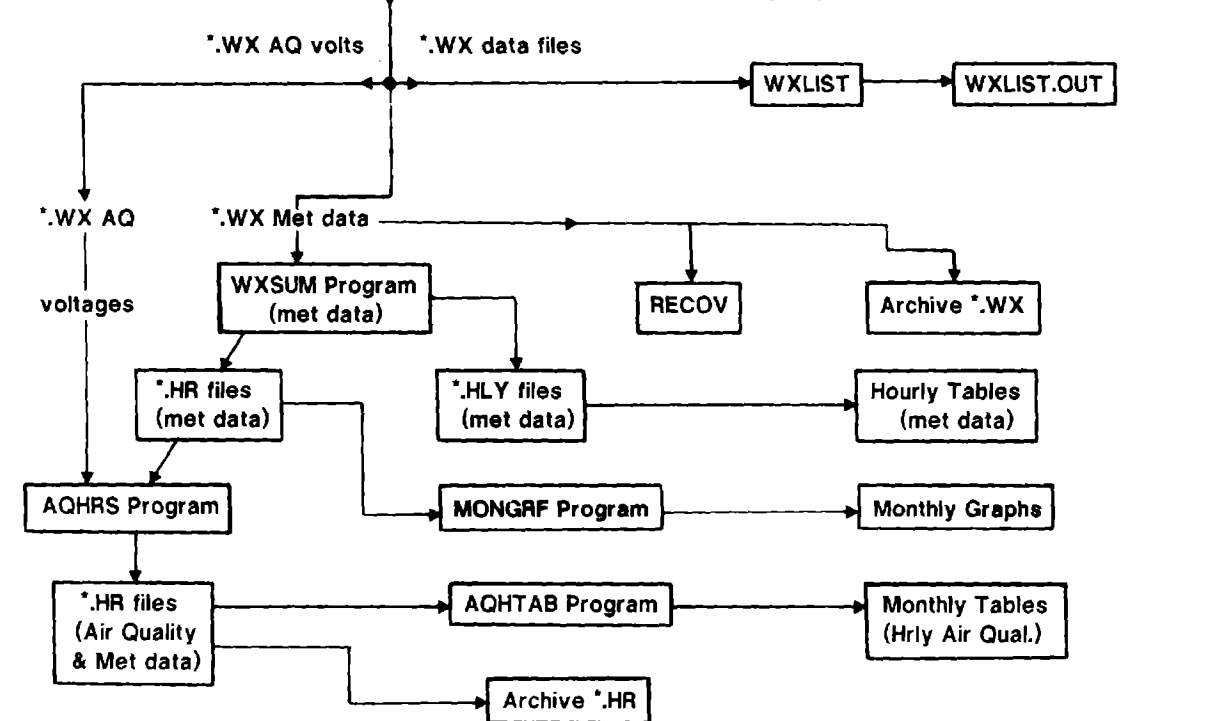 *.WX AQ volts
*.WX data files
WXLIST
WXLIST.OUT
*.WX AQ
*.WX Met data
voltages
WXSUM Program
(met data)
RECOV
Archive *.WX
*.HR files
(met data)
*.HLY files
(met data)
Hourly Tables
(met data)
AQHRS Program
MONGRF Program
Monthly Graphs
*.HR files
(Air Quality
& Met data)
AQHTAB Program
Monthly Tables
(Hrly Air Qual.)
Archive *.HR